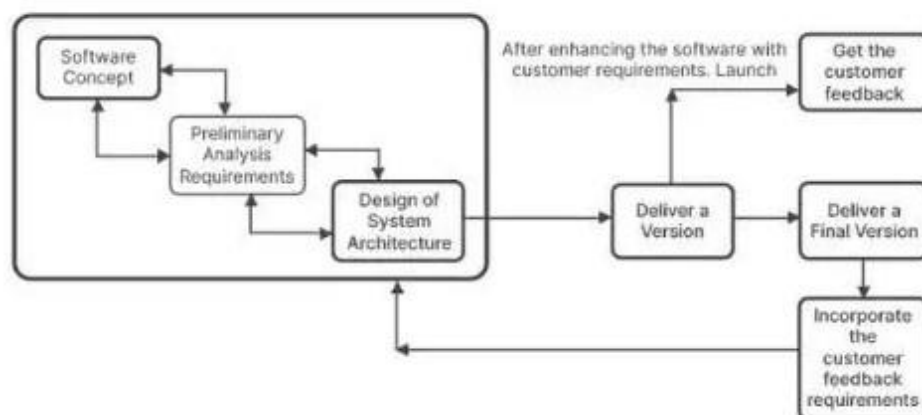 Software
Concept
Preliminary
Analysis
Requirements
Design of
System
Architecture
After enhancing the software with
customer requirements. Launch
Get the
customer
feedback
Deliver a
Version
Deliver a
Final Version
Incorporate
the
customer
feedback
requirements